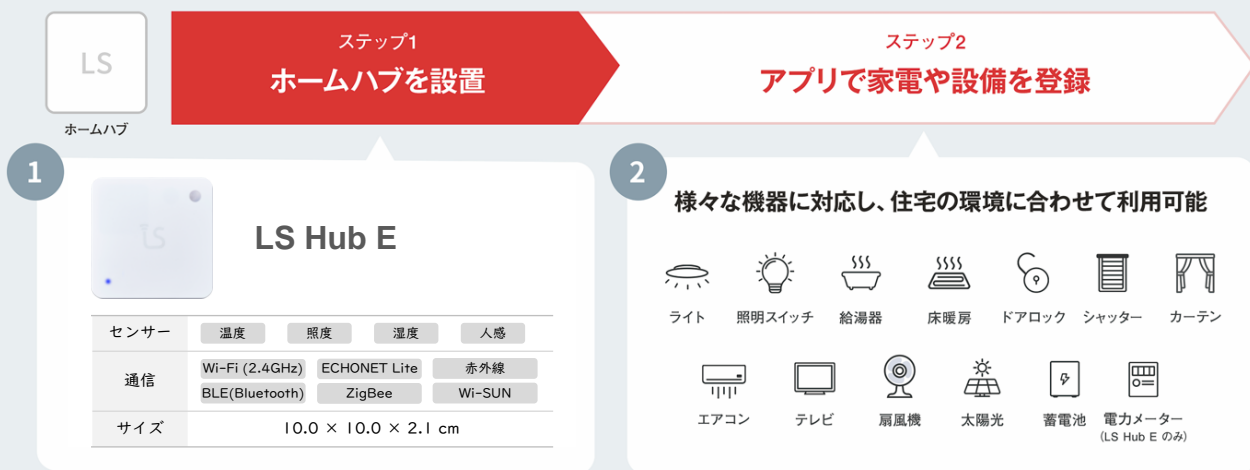 LS
ホームハブ
ステップ1
ホームハブを設置
ステップ2
アプリで家電や設備を登録
1
LS
LS Hub E
センサー 温度 照度 湿度 人感
通信 Wi-Fi (2.4GHz) ECHONET Lite 赤外線
BLE(Bluetooth) ZigBee Wi-SUN
サイズ 10.0 × 10.0 × 2.1 cm
2
様々な機器に対応し、住宅の環境に合わせて利用可能
ライト 照明スイッチ 給湯器 床暖房 ドアロック シャッター カーテン
エアコン テレビ 扇風機 太陽光 蓄電池 電力メーター
(LS Hub E のみ)